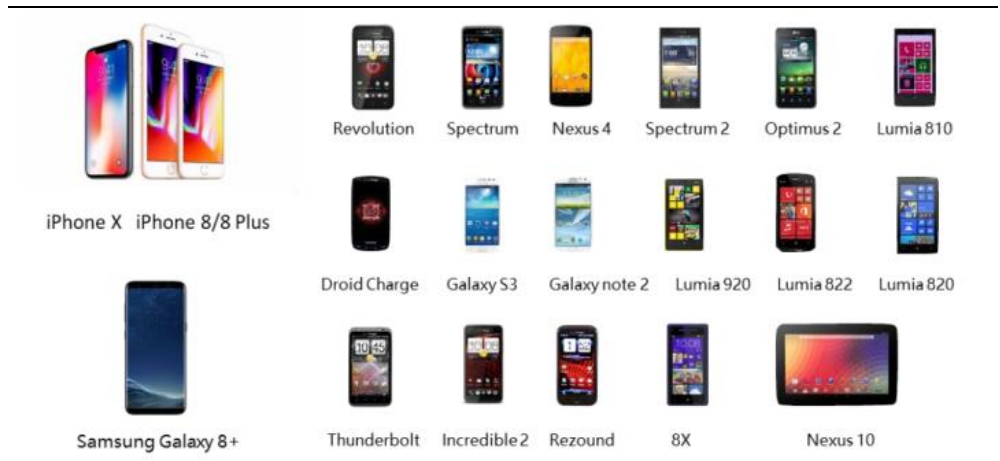 Revolution Spectrum Nexus 4 Spectrum 2 Optimus 2 Lumia 810
iPhone X iPhone 8/8 Plus
Droid Charge Galaxy S3 Galaxy note 2 Lumia 920 Lumia 822 Lumia 820
10 45
Samsung Galaxy 8+
Thunderbolt Incredible 2 Rezound 8X Nexus 10